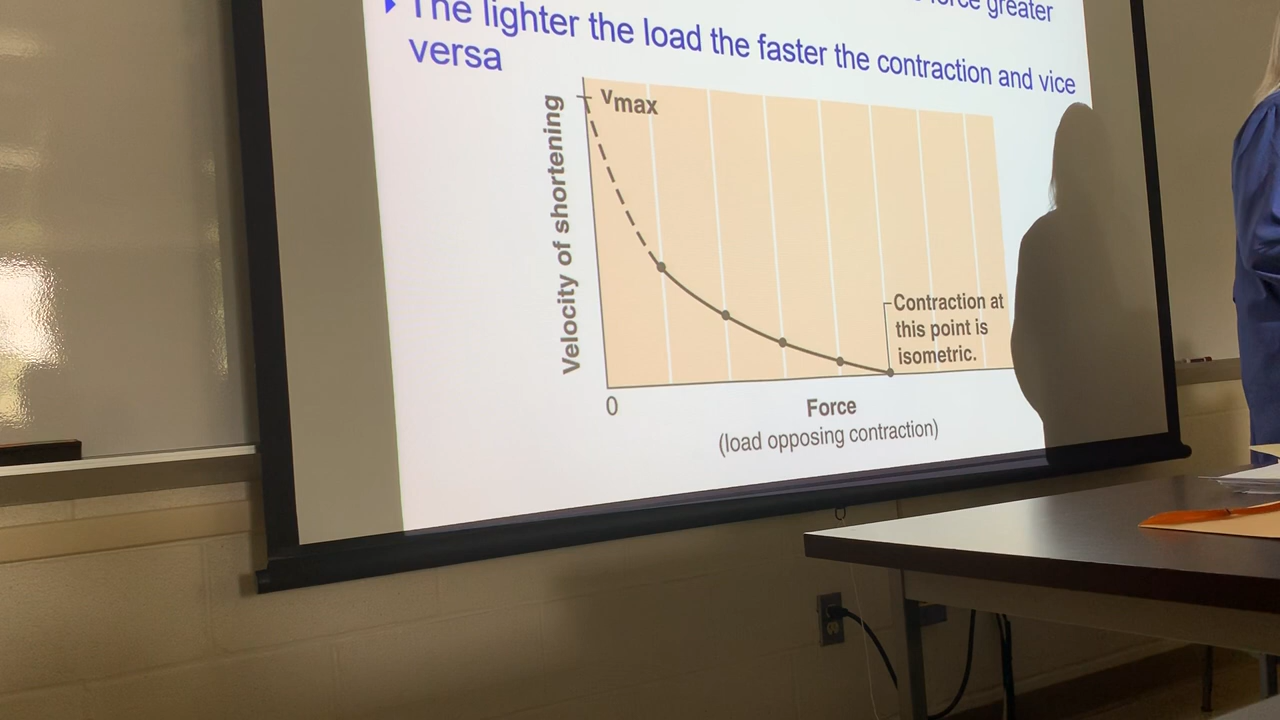 force greater
The lighter the load the faster the contraction and vice
versa
Vmax
Velocity of shortening
Contraction at
this point is
isometric.
0
Force
(load opposing contraction)